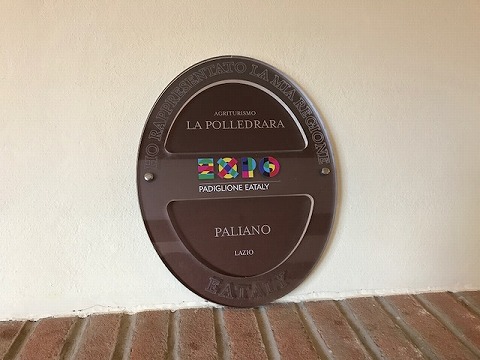 HO RAPPRESENTATO LA MIA REGIONE
AGRITURISMO
LA POLLEDRARA
EXPO
PADIGLIONE EATALY
PALIANO
LAZIO
EATALY